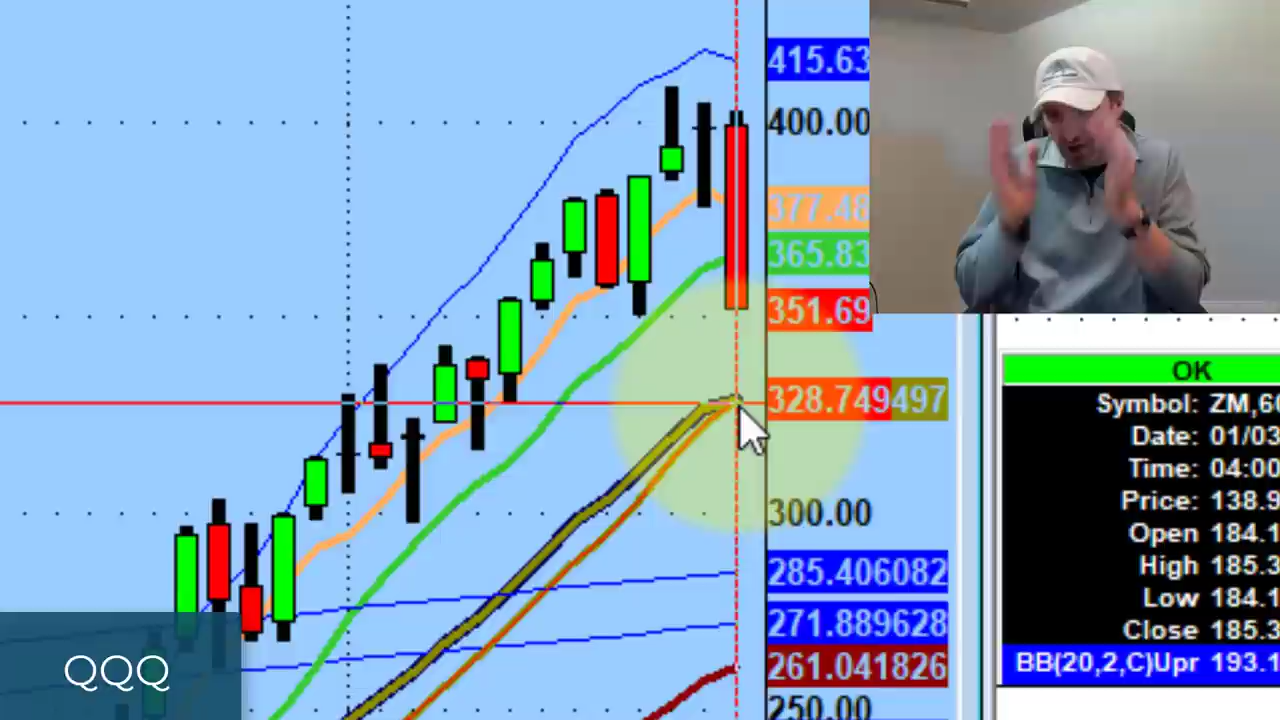 415.63
400.00
377.48
365.83
351.69
328.749497
300.00
285.406082
271.889628
261.041826
250.00
OK
Symbol: ZM,6
Date: 01/03
Time: 04:00
Price: 138.9
Open 184.1
High 185.3
Low 184.1
Close 185.3
BB(20,2,C)Upr 193.1
QQQ